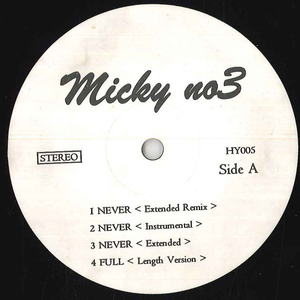 Micky no3
STEREO
HY005
Side A
1 NEVER < Extended Remix >
2 NEVER < Instrumental >
3 NEVER < Extended >
4 FULL < Length Version >